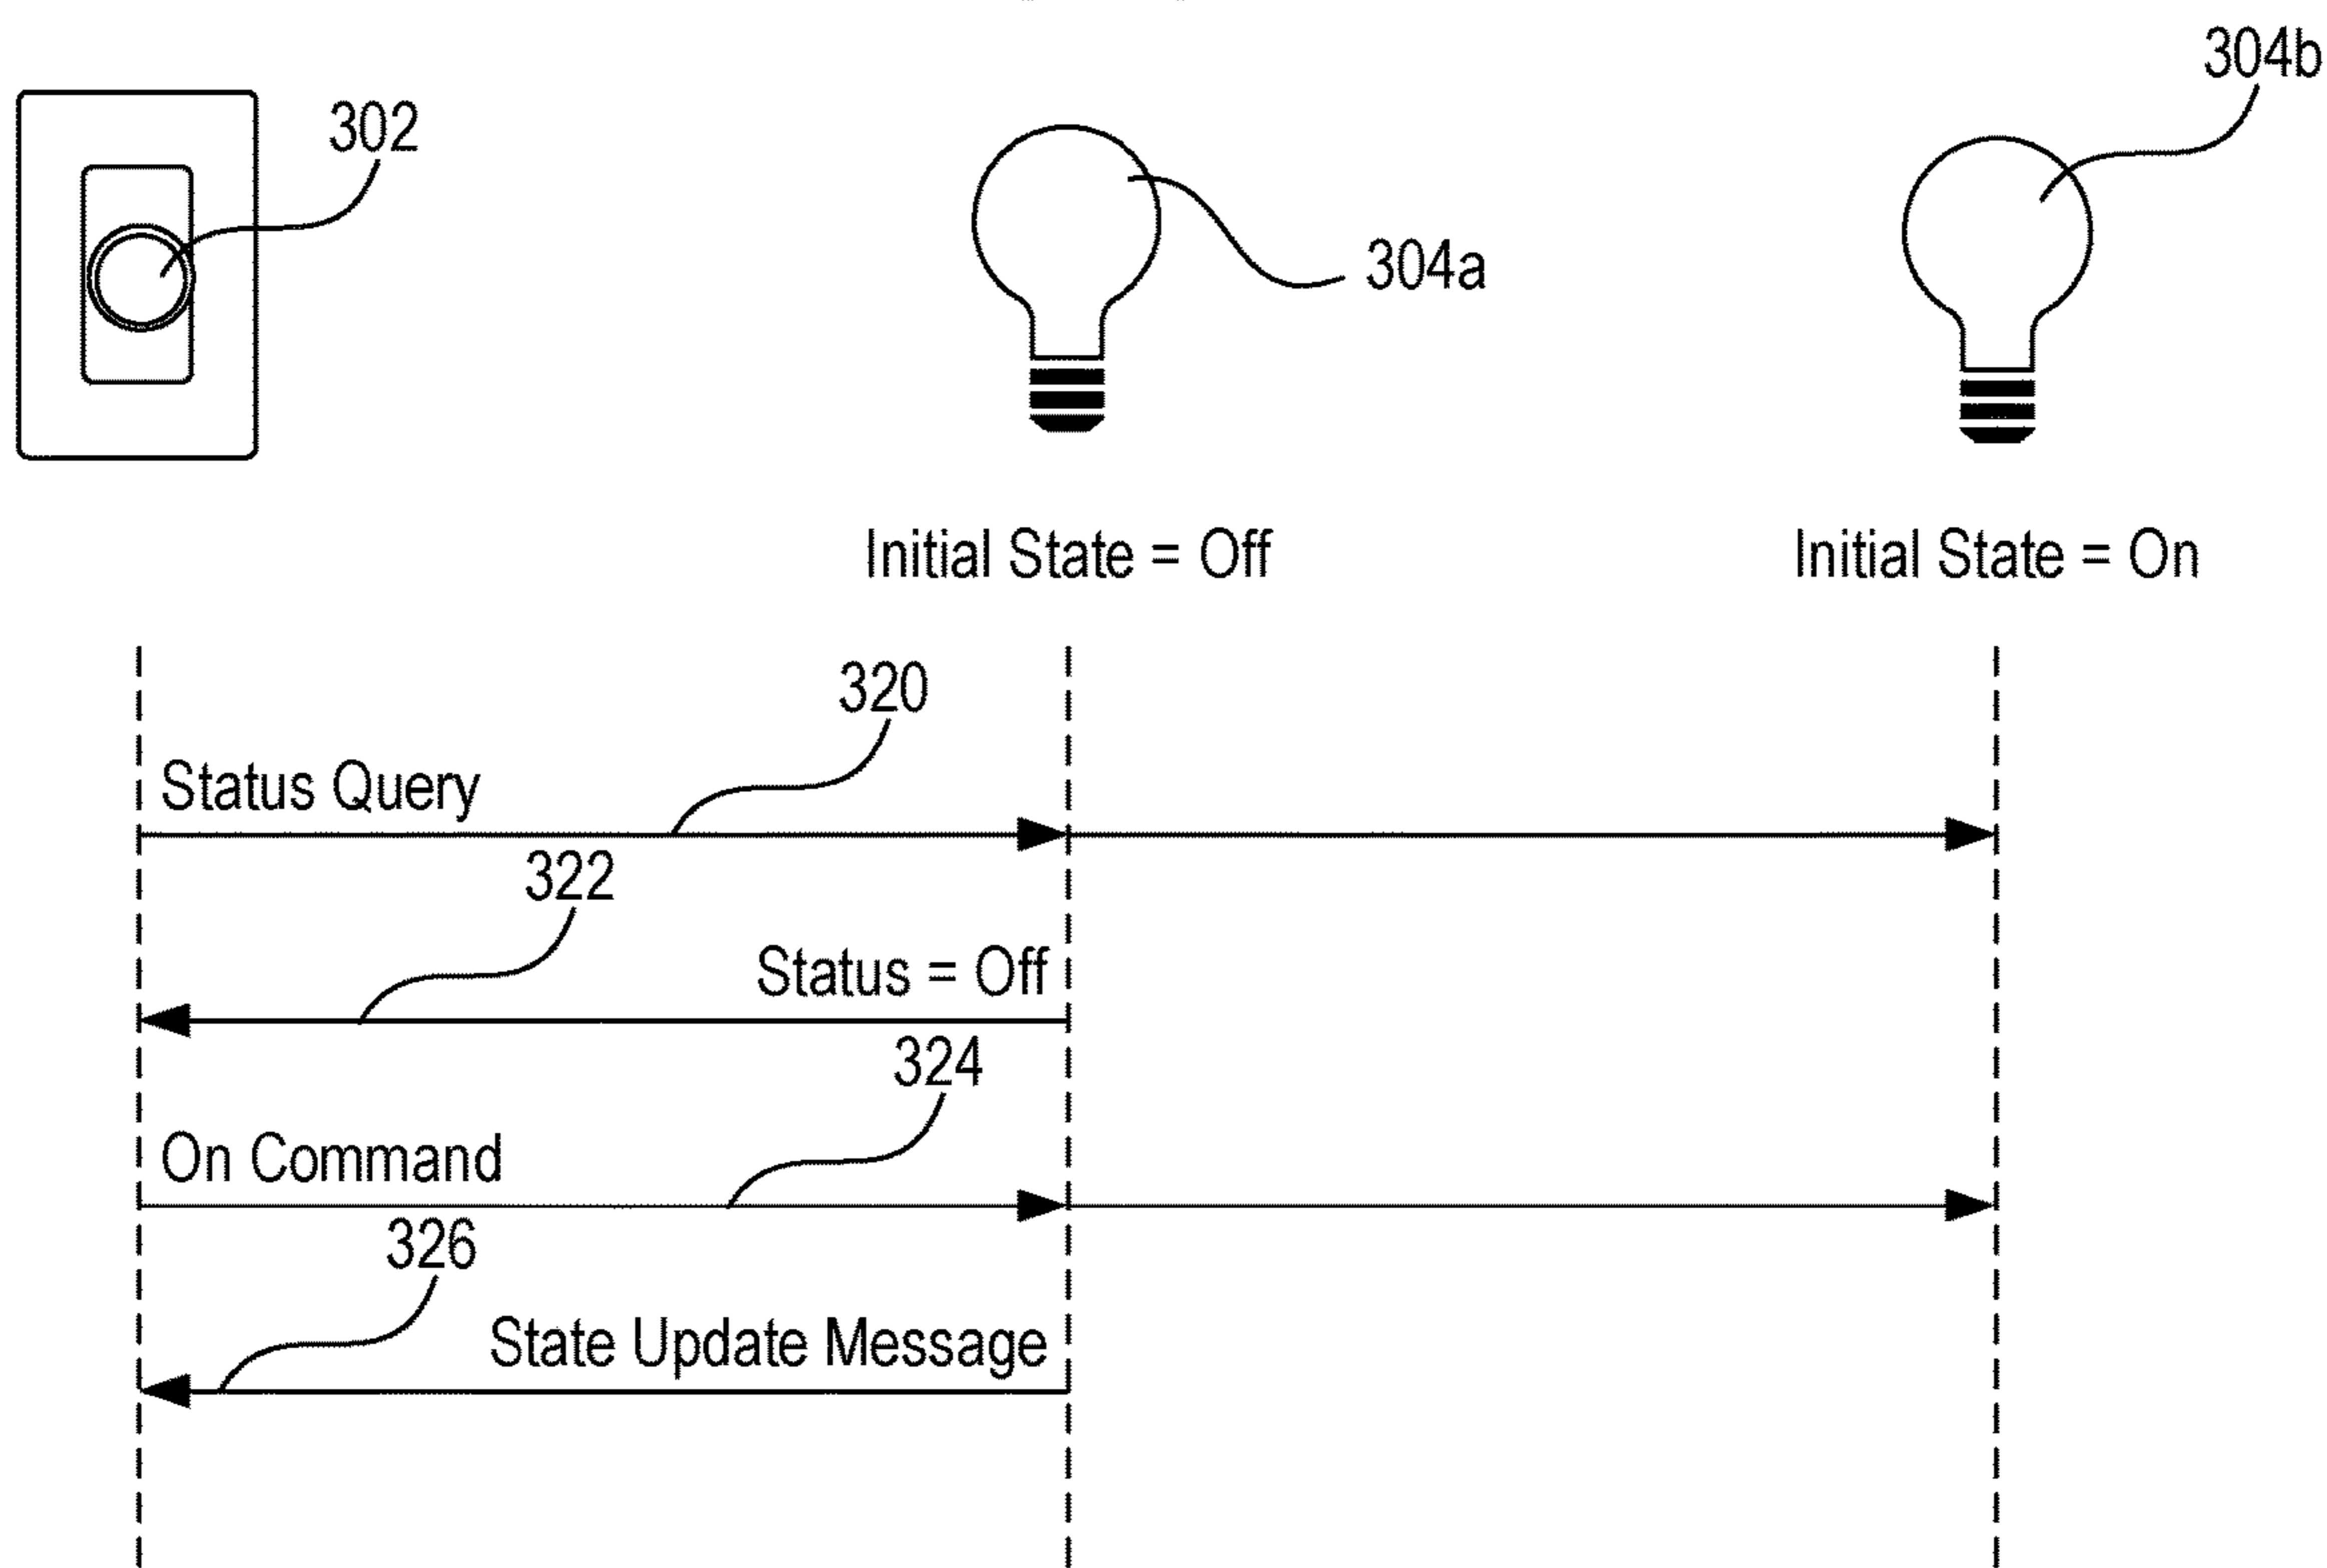 304b
302
304a
Initial State = Off
Initial State = On
320
Status Query
322
Status = Off
324
On Command
326
State Update Message